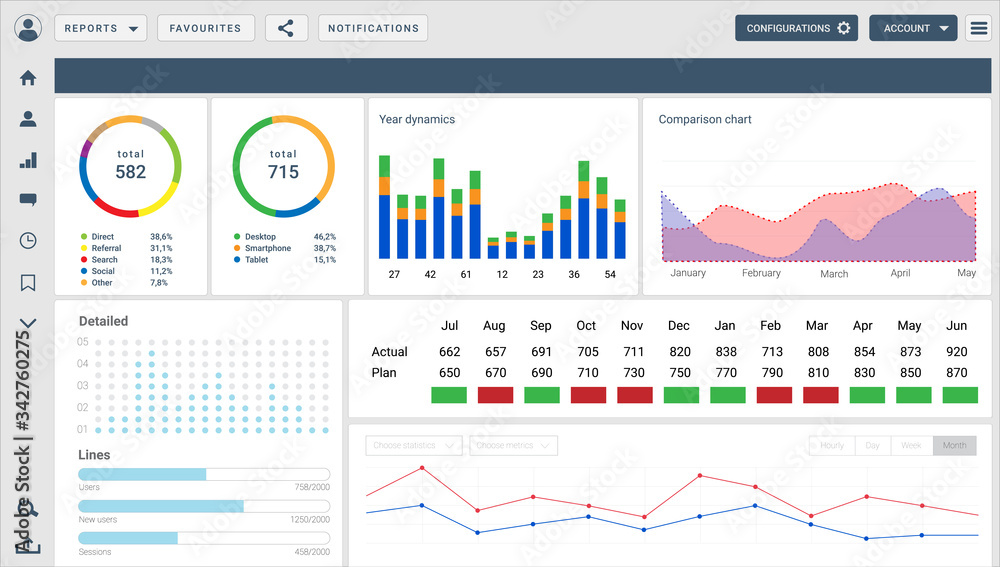 REPORTS
FAVOURITES
NOTIFICATIONS
CONFIGURATIONS
ACCOUNT
total
582
Direct 38,6%
Referral 31,1%
Search 18,3%
Social 11,2%
Other 7,8%
total
715
Desktop 46,2%
Smartphone 38,7%
Tablet 15,1%
Year dynamics
27 42 61 12 23 36 54
Comparison chart
January February March April May
Detailed
05
04
03
02
01
Lines
Users 758/2000
New users 1250/2000
Sessions 458/2000
Jul Aug Sep Oct Nov Dec Jan Feb Mar Apr May Jun
Actual 662 657 691 705 711 820 838 713 808 854 873 920
Plan 650 670 690 710 730 750 770 790 810 830 850 870
Choose statistics
Choose metrics
Hourly Day Week Month
Adobe Stock | #342760275
Adobe Stock